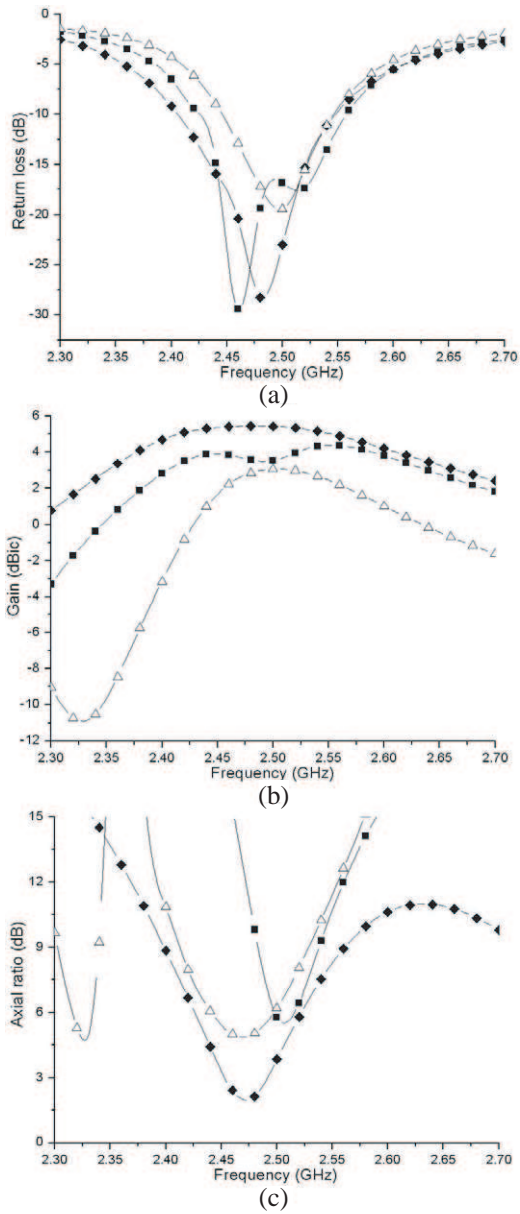 0
-5
-10
-15
-20
-25
-30
Return loss (dB)
2.30 2.35 2.40 2.45 2.50 2.55 2.60 2.65 2.70
Frequency (GHz)
(a)
6
4
2
0
-2
-4
-6
-8
-10
-12
Gain (dBic)
2.30 2.35 2.40 2.45 2.50 2.55 2.60 2.65 2.70
Frequency (GHz)
(b)
15
12
9
6
3
0
Axial ratio (dB)
2.30 2.35 2.40 2.45 2.50 2.55 2.60 2.65 2.70
Frequency (GHz)
(c)